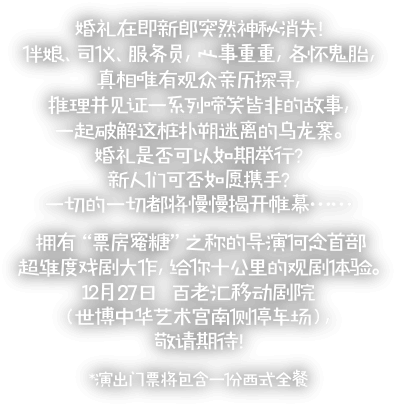 婚礼在即新郎突然神秘消失！
伴娘、司仪、服务员，心事重重，各怀鬼胎，
真相唯有观众亲历探寻，
推理并见证一系列啼笑皆非的故事，
一起破解这桩扑朔迷离的乌龙案。
婚礼是否可以如期举行？
新人们可否如愿携手？
一切的一切都将慢慢揭开帷幕……
拥有“票房蜜糖”之称的导演何念首部
超维度戏剧大作，给你十公里的观剧体验。
12月27日 百老汇移动剧院
（世博中华艺术宫南侧停车场），
敬请期待！
*演出门票将包含一份西式全餐